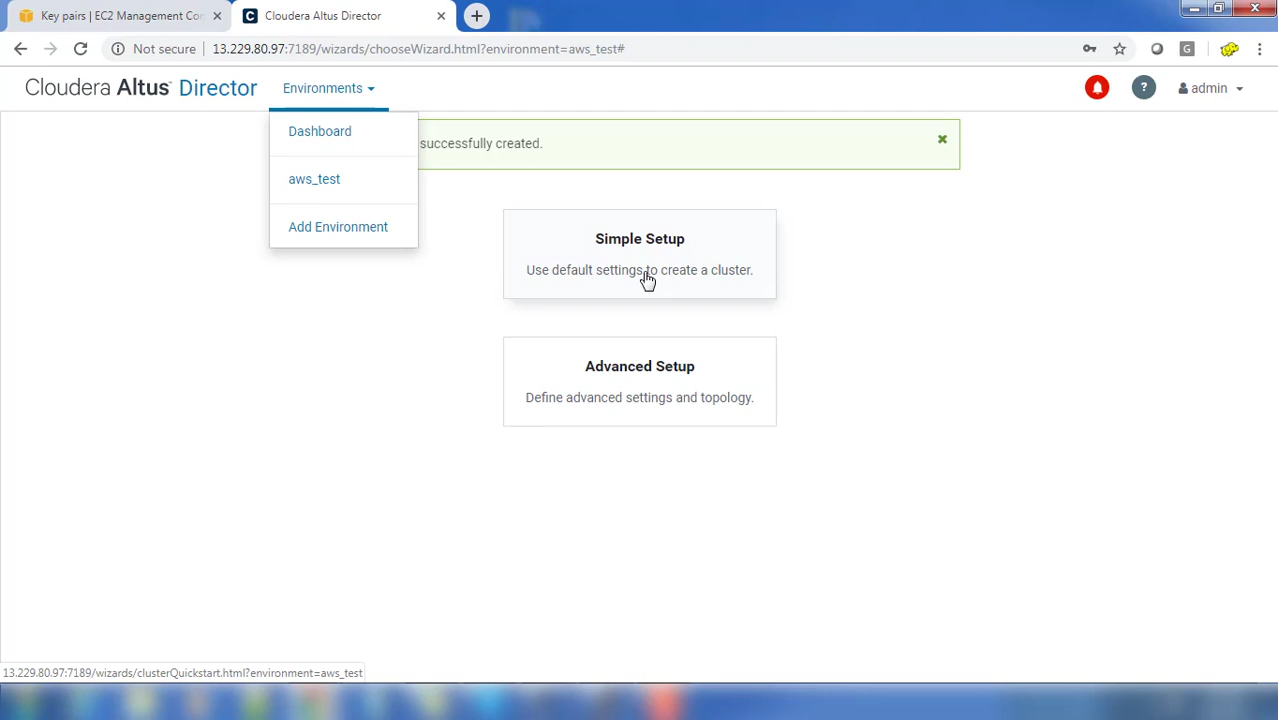 Key pairs | EC2 Management Con
Cloudera Altus Director
Not secure
13.229.80.97:7189/wizards/chooseWizard.html?environment=aws_test#
G
Cloudera Altus™ Director
Environments
?
admin
Dashboard
aws_test
Add Environment
successfully created.
Simple Setup
Use default settings to create a cluster.
Advanced Setup
Define advanced settings and topology.
13.229.80.97:7189/wizards/clusterQuickstart.html?environment=aws_test